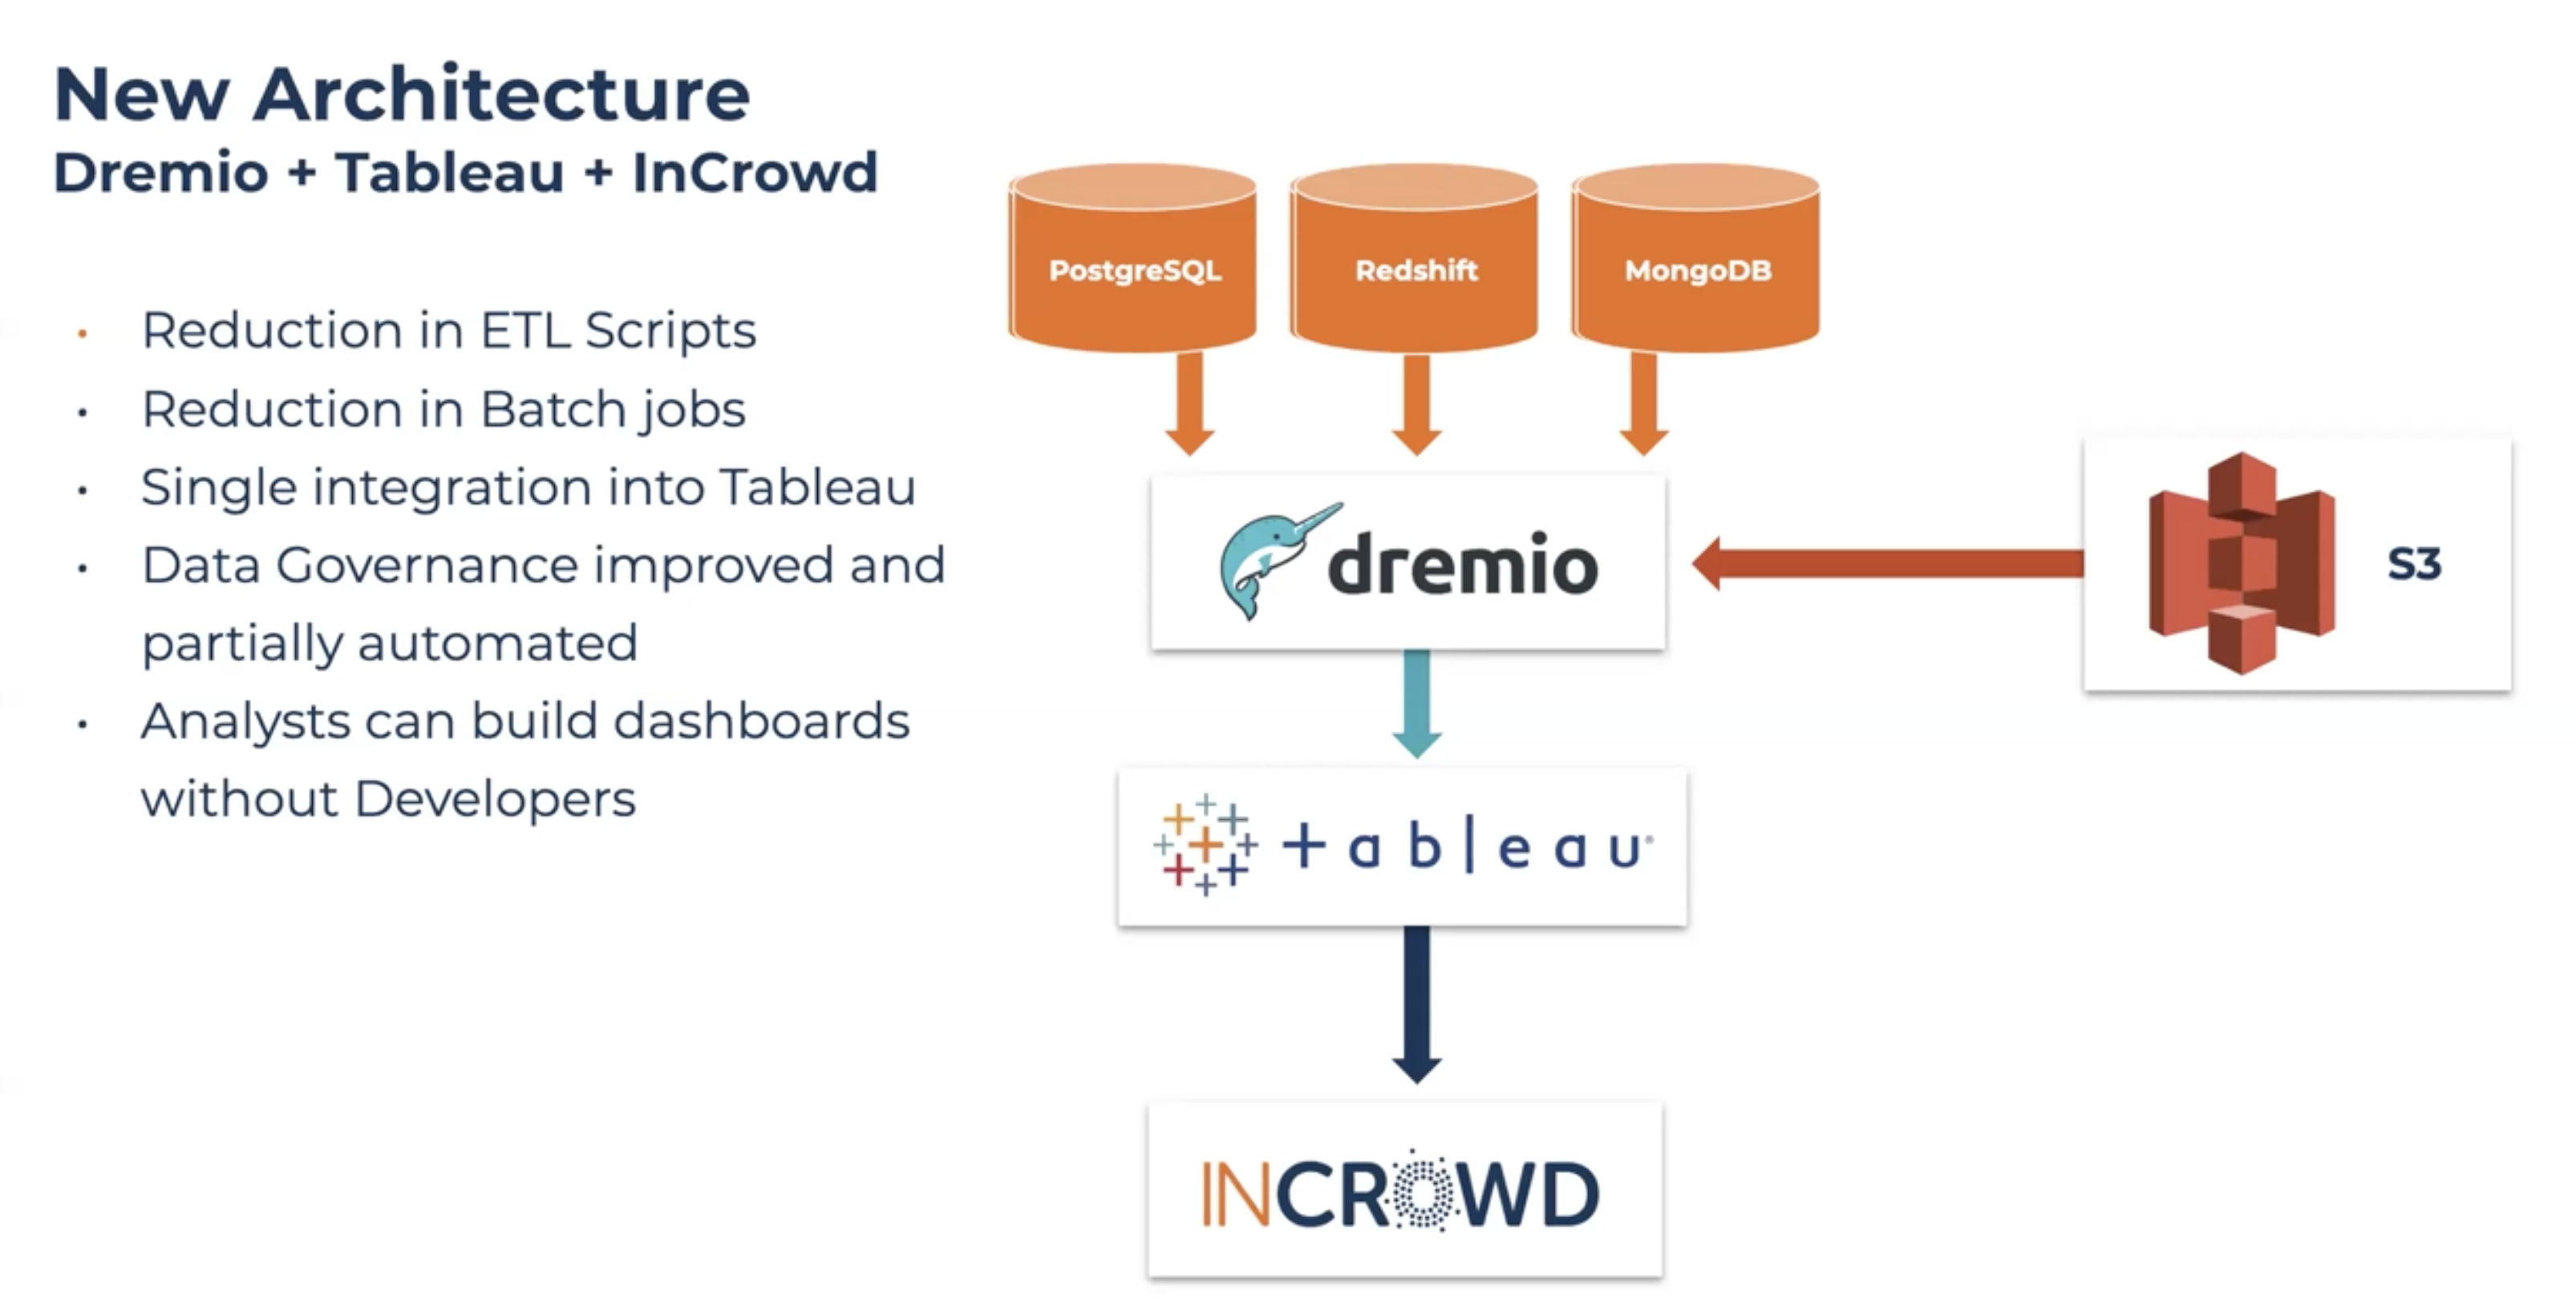 New Architecture
Dremio + Tableau + InCrowd
• Reduction in ETL Scripts
• Reduction in Batch jobs
• Single integration into Tableau
• Data Governance improved and
partially automated
• Analysts can build dashboards
without Developers
PostgreSQL
Redshift
MongoDB
dremio
S3
+ableau
INCROWD